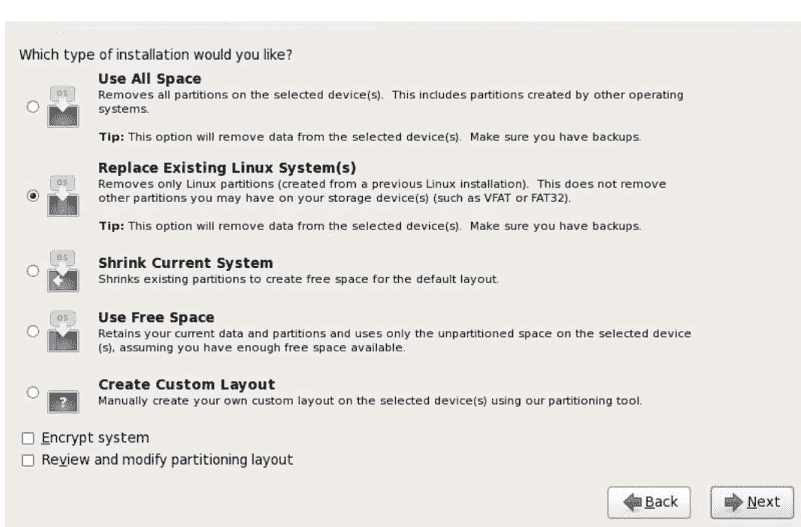 Which type of installation would you like?
Use All Space
Removes all partitions on the selected device(s). This includes partitions created by other operating
systems.
Tip: This option will remove data from the selected device(s). Make sure you have backups.
Replace Existing Linux System(s)
Removes only Linux partitions (created from a previous Linux installation). This does not remove
other partitions you may have on your storage device(s) (such as VFAT or FAT32).
Tip: This option will remove data from the selected device(s). Make sure you have backups.
Shrink Current System
Shrinks existing partitions to create free space for the default layout.
Use Free Space
Retains your current data and partitions and uses only the unpartitioned space on the selected device
(s), assuming you have enough free space available.
Create Custom Layout
Manually create your own custom layout on the selected device(s) using our partitioning tool.
Encrypt system
Review and modify partitioning layout
Back
Next
OS
OS
OS
OS
?